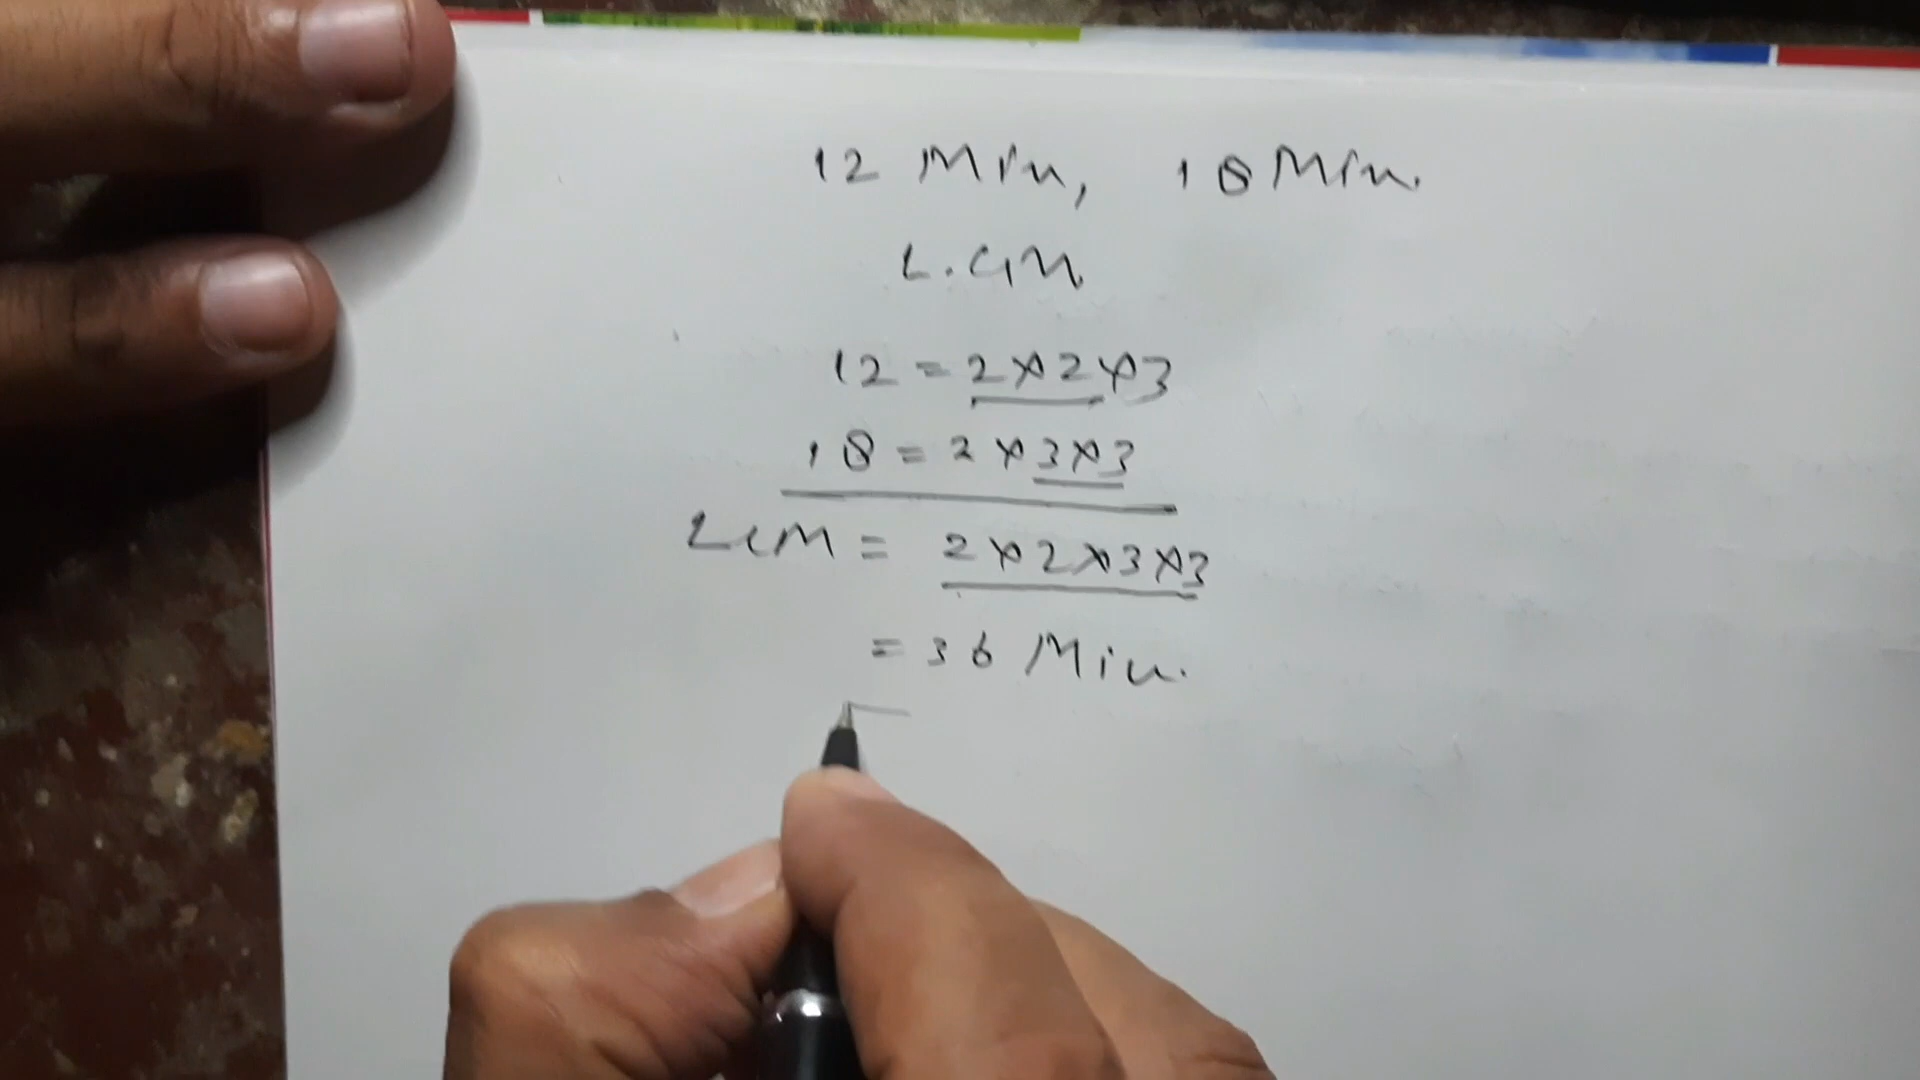 12 Min, 18 Min.
L.CM.
12 = 2×2×3
18 = 2×3×3
LCM = 2×2×3×3
= 36 Min.